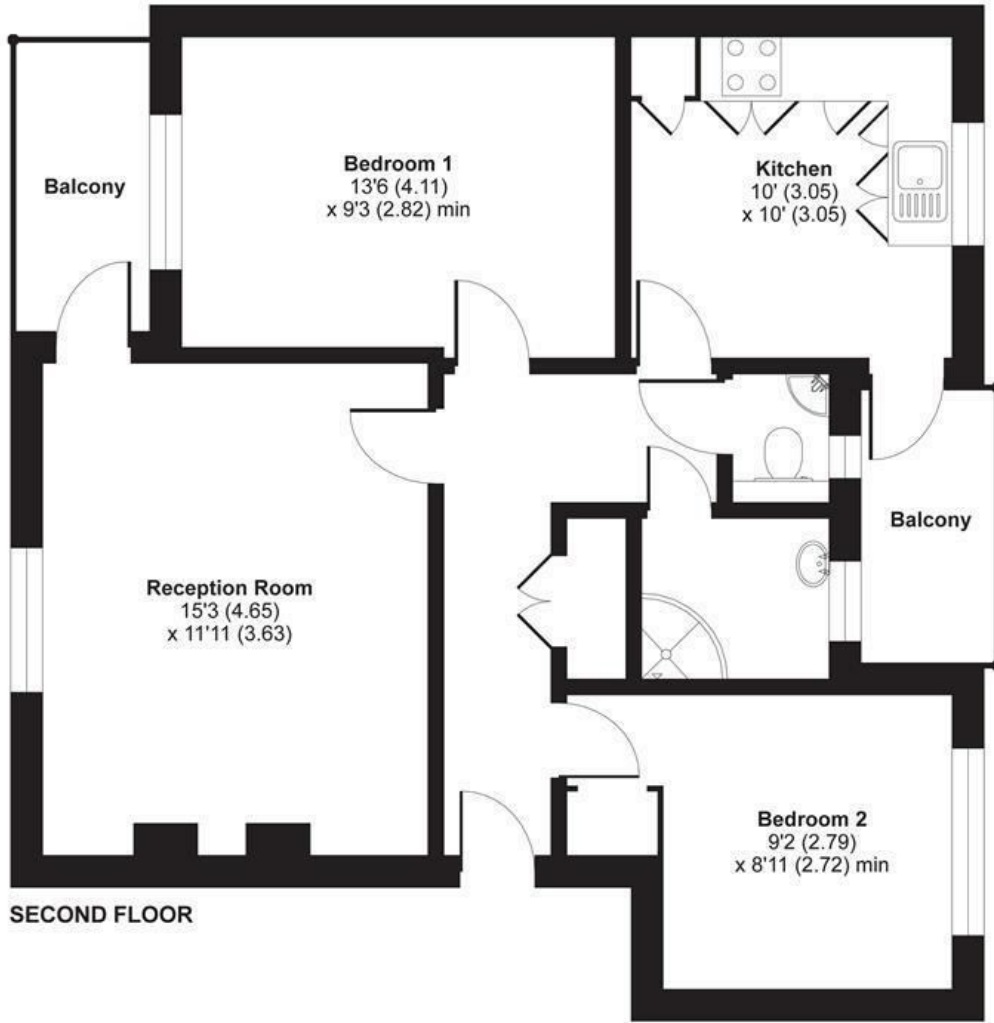 Balcony
Bedroom 1
13'6 (4.11)
x 9'3 (2.82) min
Kitchen
10' (3.05)
x 10' (3.05)
Reception Room
15'3 (4.65)
x 11'11 (3.63)
Balcony
Bedroom 2
9'2 (2.79)
x 8'11 (2.72) min
SECOND FLOOR